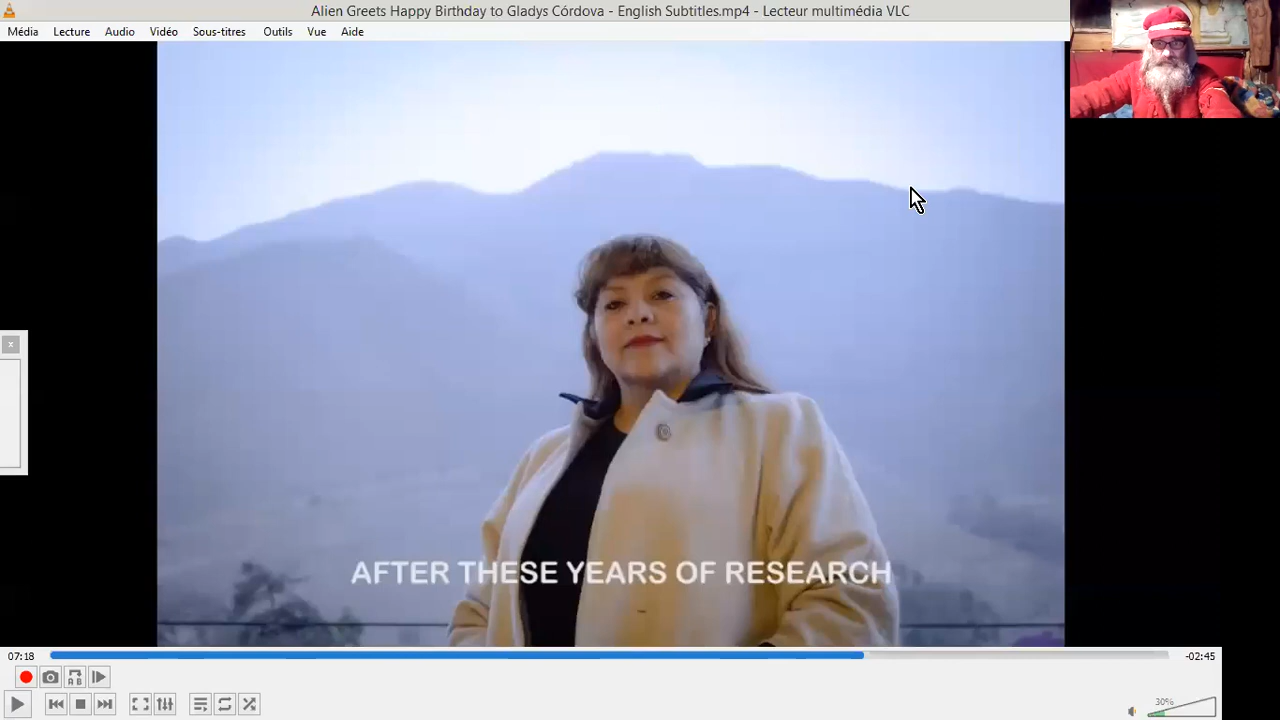 Alien Greets Happy Birthday to Gladys Córdova - English Subtitles.mp4 - Lecteur multimédia VLC
Média Lecture Audio Vidéo Sous-titres Outils Vue Aide
x
AFTER THESE YEARS OF RESEARCH
07:18 -02:45
A B
30%